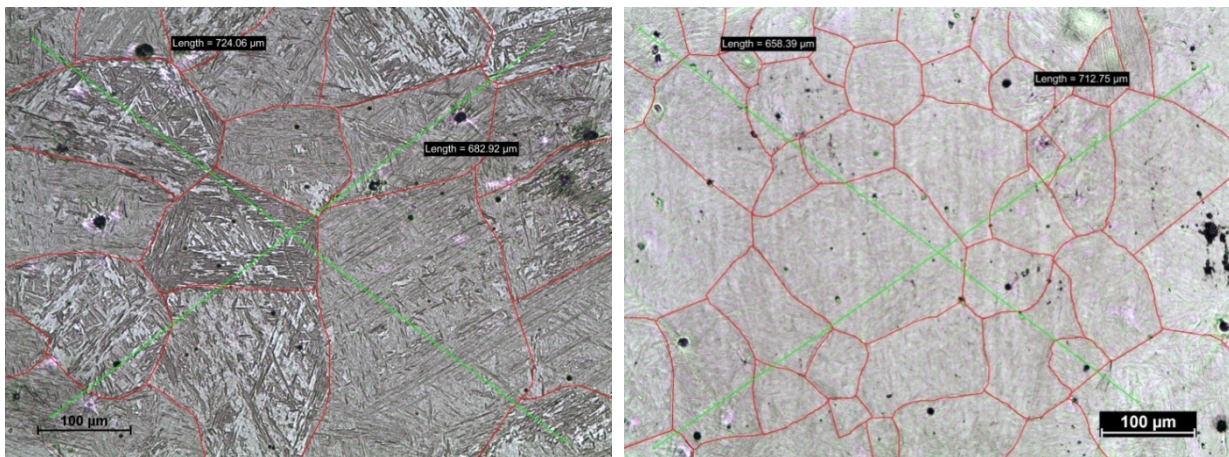 Length = 724.06 µm
Length = 682.92 µm
100 µm
Length = 658.39 µm
Length = 712.75 µm
100 µm